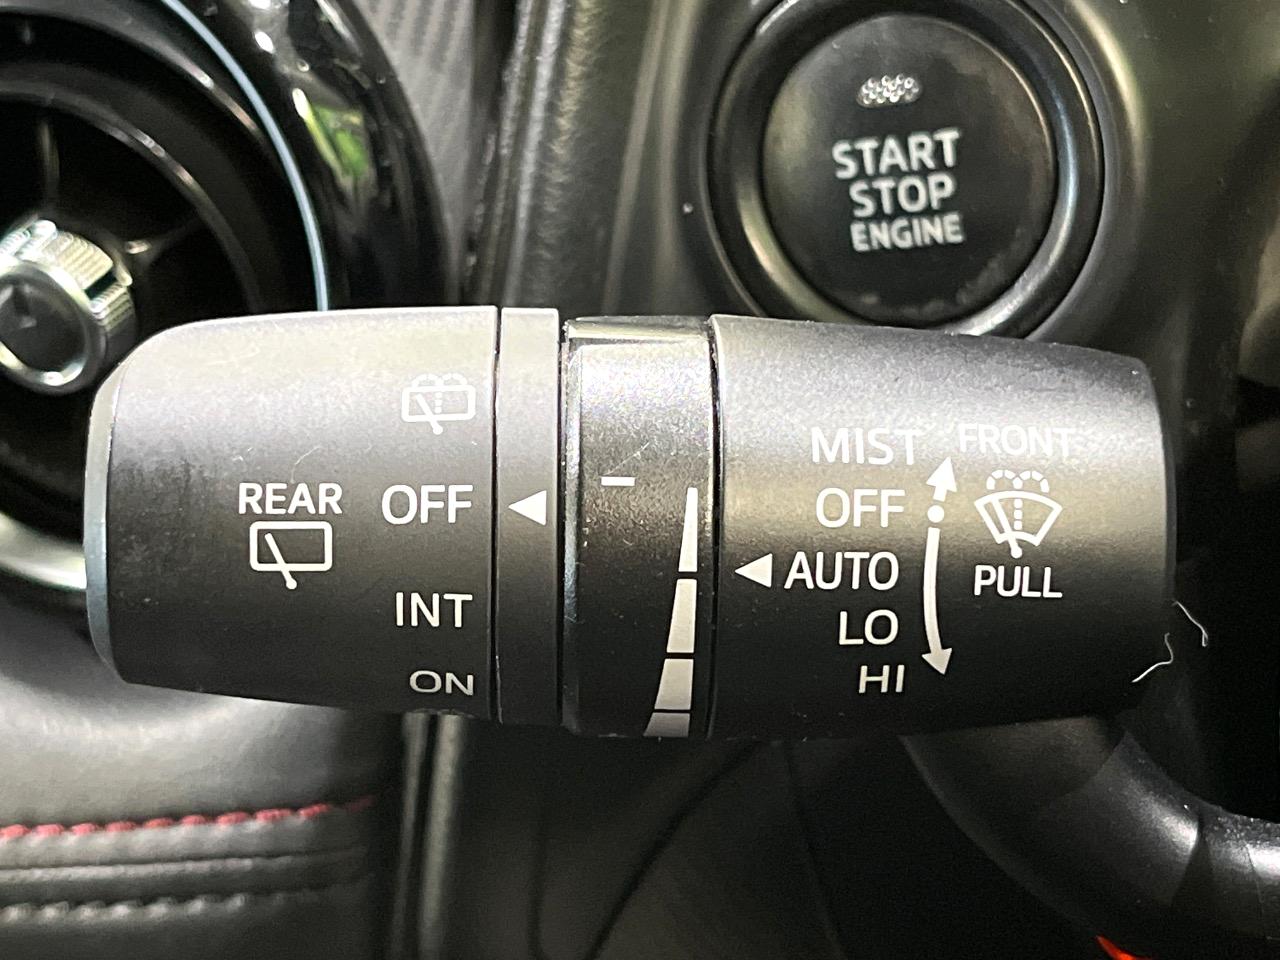 START
STOP
ENGINE
REAR
OFF
INT
ON
MIST
OFF
AUTO
LO
HI
FRONT
PULL